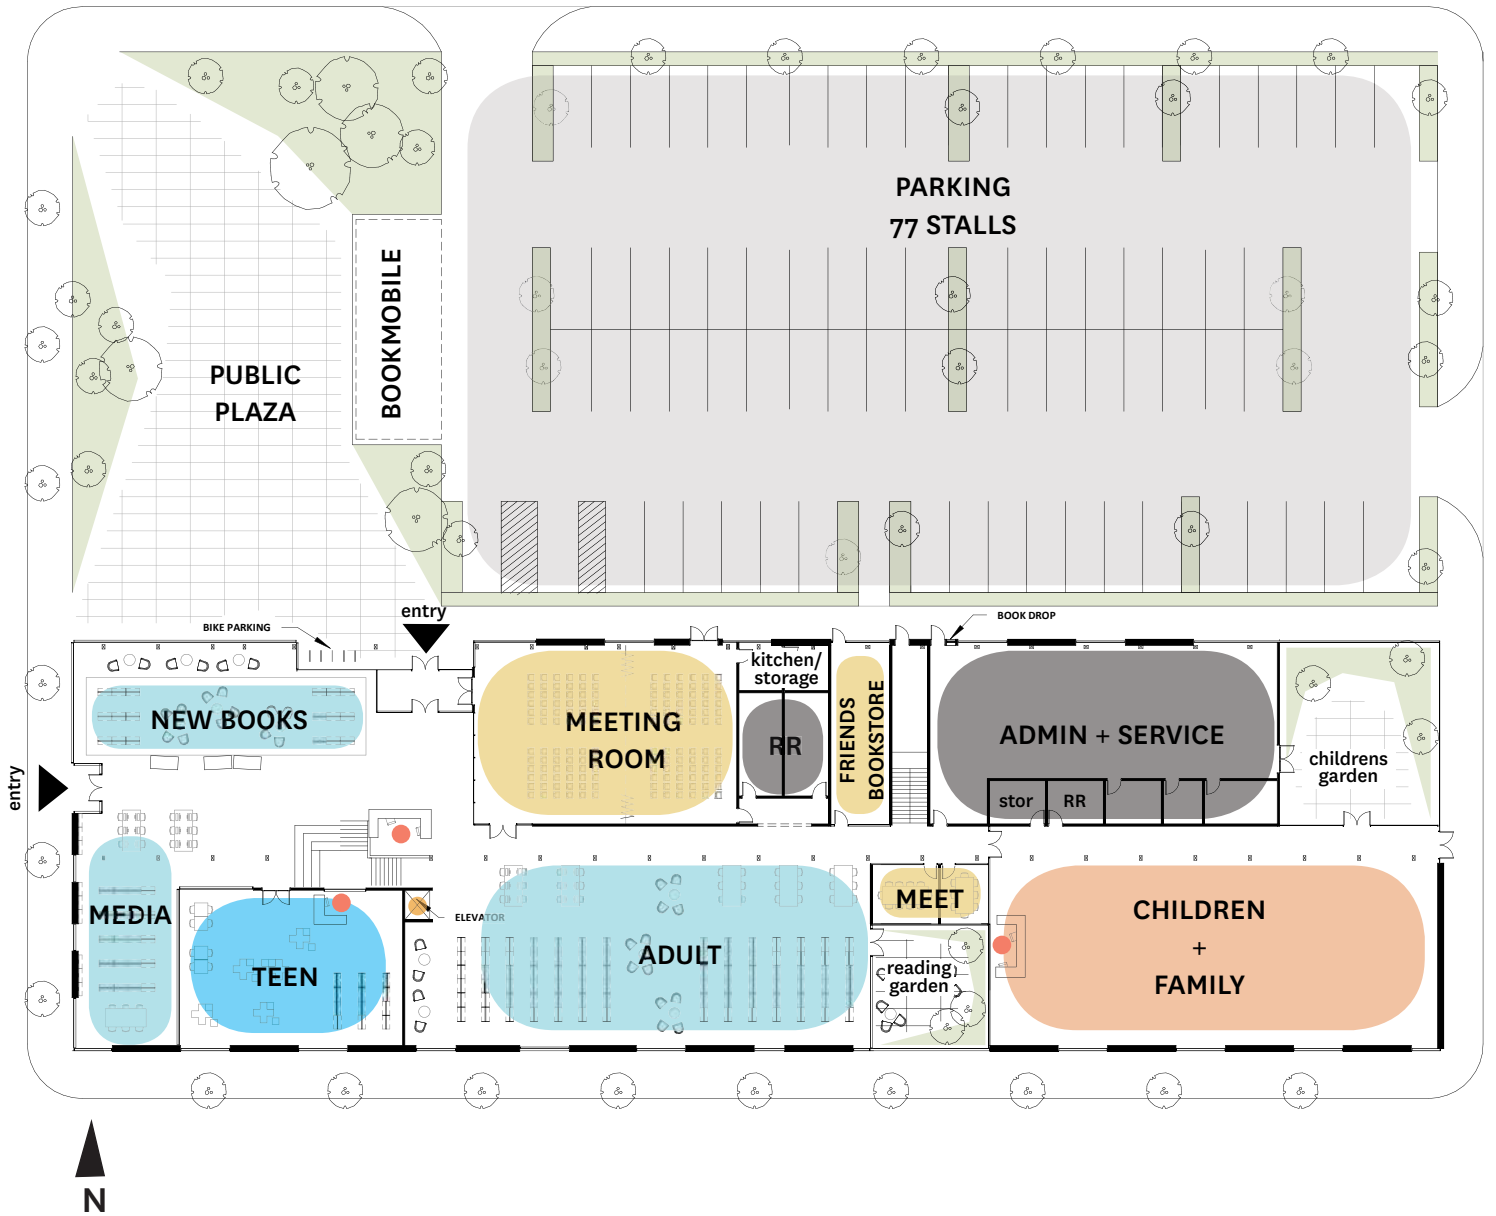 PARKING
77 STALLS
BOOKMOBILE
PUBLIC
PLAZA
entry
BIKE PARKING
BOOK DROP
kitchen/
storage
NEW BOOKS
MEETING
ROOM
RR
FRIENDS
BOOKSTORE
ADMIN + SERVICE
childrens
garden
entry
stor
RR
MEDIA
ELEVATOR
MEET
CHILDREN
+
FAMILY
ADULT
TEEN
reading
garden
N